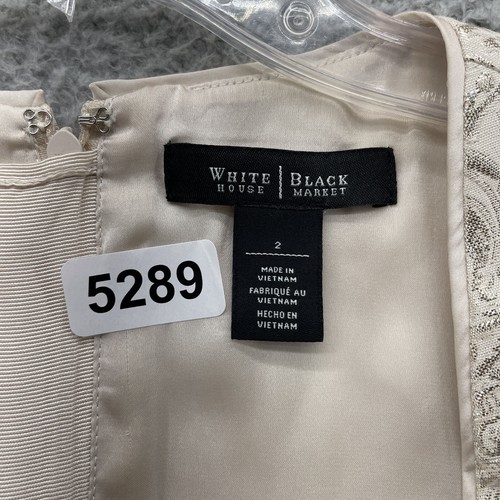 WHITE HOUSE | BLACK MARKET
2
MADE IN
VIETNAM
FABRIQUÉ AU
VIETNAM
HECHO EN
VIETNAM
5289